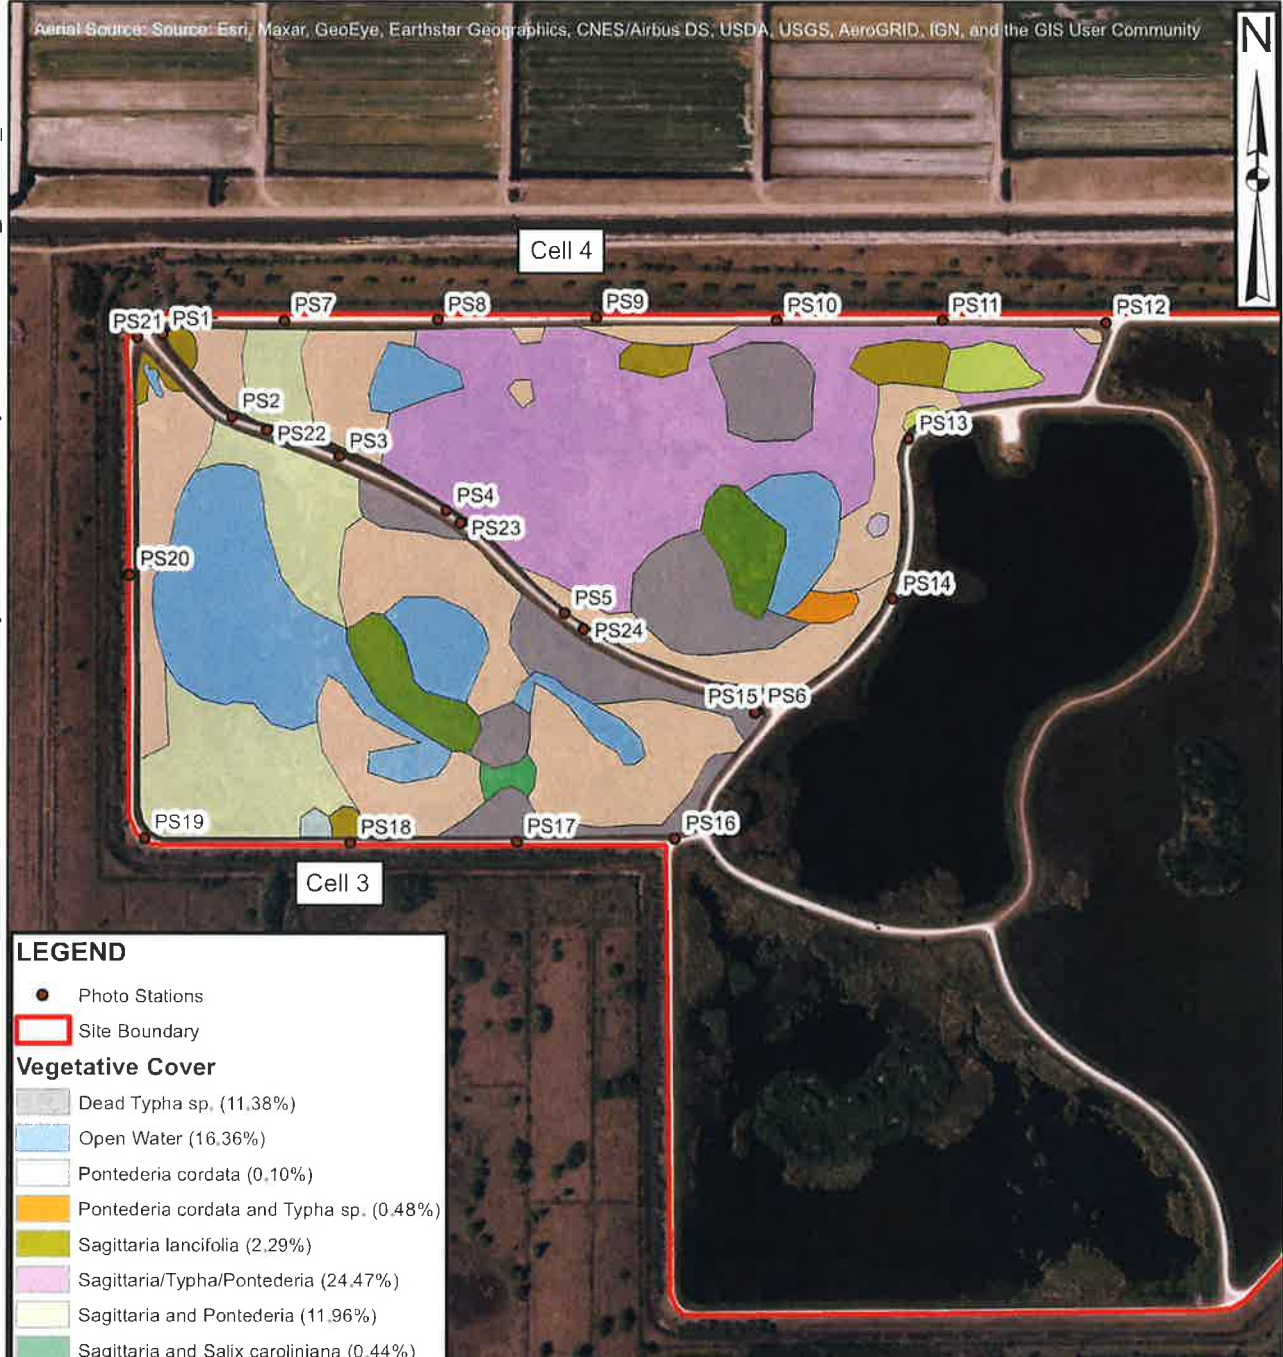 Aerial Source: Source: Esri, Maxar, GeoEye, Earthstar Geographics, CNES/Airbus DS, USDA, USGS, AeroGRID, IGN, and the GIS User Community
N
Cell 4
PS21 PS1 PS7 PS8 PS9 PS10 PS11 PS12
PS2
PS22 PS3
PS13
PS4
PS23
PS20
PS14
PS5
PS24
PS15 PS6
PS19 PS18 PS17 PS16
Cell 3
LEGEND
Photo Stations
Site Boundary
Vegetative Cover
Dead Typha sp. (11.38%)
Open Water (16.36%)
Pontederia cordata (0.10%)
Pontederia cordata and Typha sp. (0.48%)
Sagittaria lancifolia (2.29%)
Sagittaria/Typha/Pontederia (24.47%)
Sagittaria and Pontederia (11.96%)
Sagittaria and Salix caroliniana (0.44%)